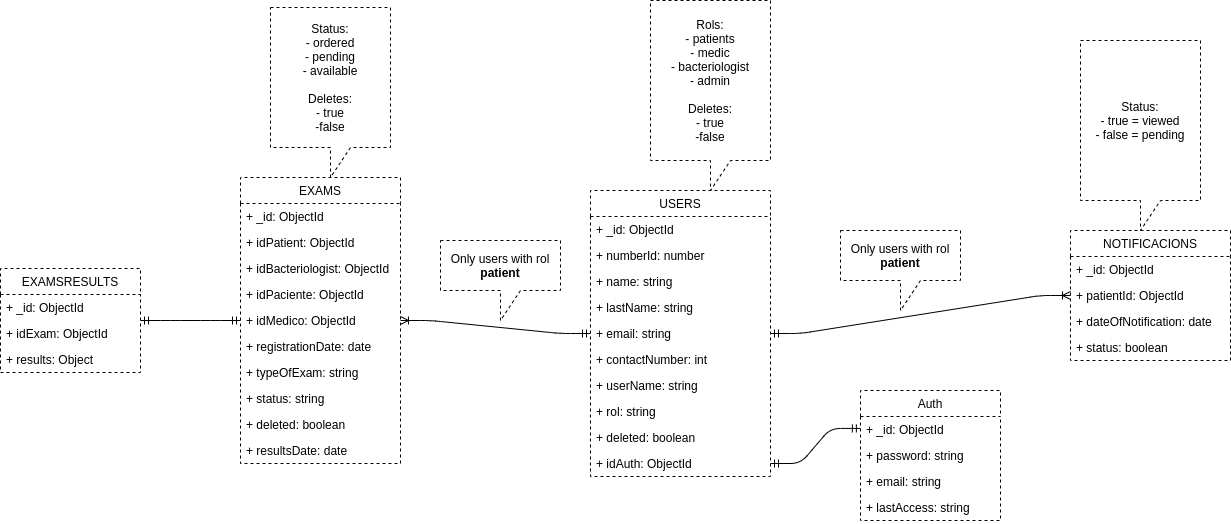 Status:
- ordered
- pending
- available
Deletes:
- true
-false
Rols:
- patients
- medic
- bacteriologist
- admin
Deletes:
- true
-false
Status:
- true = viewed
- false = pending
EXAMSRESULTS
+ _id: ObjectId
+ idExam: ObjectId
+ results: Object
EXAMS
+ _id: ObjectId
+ idPatient: ObjectId
+ idBacteriologist: ObjectId
+ idPaciente: ObjectId
+ idMedico: ObjectId
+ registrationDate: date
+ typeOfExam: string
+ status: string
+ deleted: boolean
+ resultsDate: date
Only users with rol
patient
USERS
+ _id: ObjectId
+ numberId: number
+ name: string
+ lastName: string
+ email: string
+ contactNumber: int
+ userName: string
+ rol: string
+ deleted: boolean
+ idAuth: ObjectId
Only users with rol
patient
NOTIFICACIONS
+ _id: ObjectId
+ patientId: ObjectId
+ dateOfNotification: date
+ status: boolean
Auth
+ _id: ObjectId
+ password: string
+ email: string
+ lastAccess: string